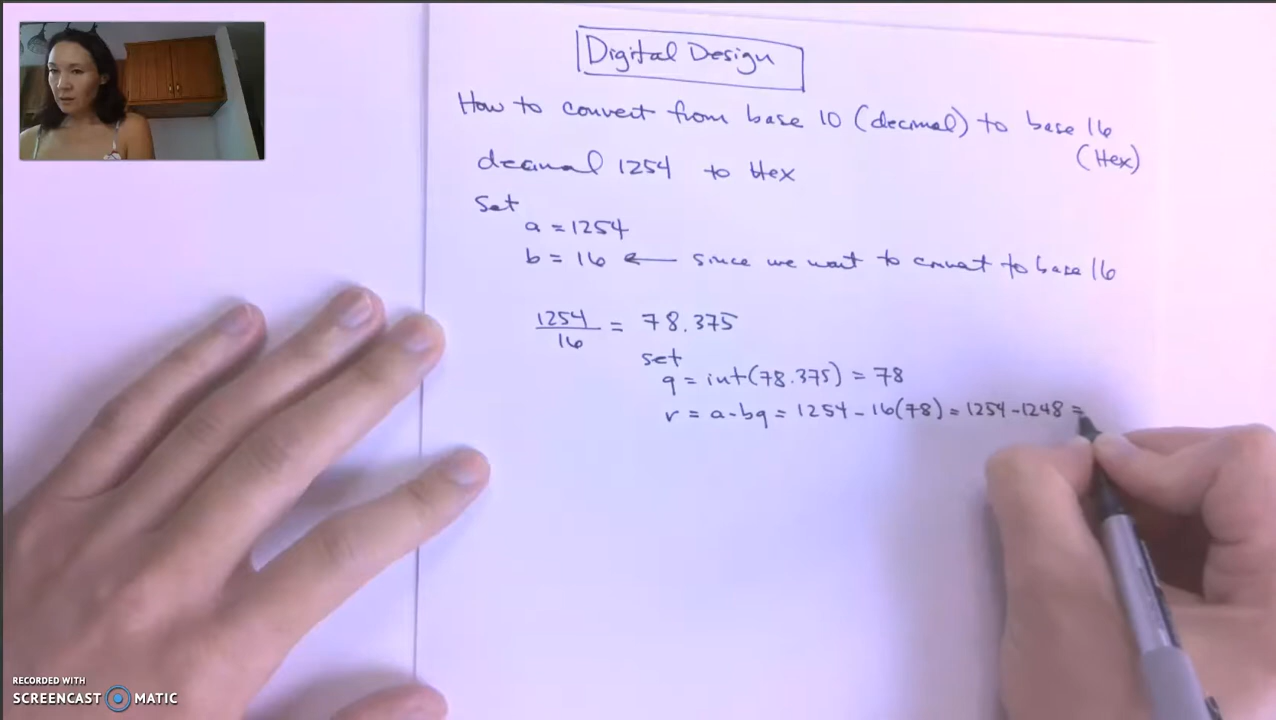 Digital Design
How to convert from base 10 (decimal) to base 16
(Hex)
decimal 1254 to Hex
Set
a = 1254
b = 16 ← since we want to convert to base 16
1254/16 = 78.375
set
q = int(78.375) = 78
r = a-bq = 1254 - 16(78) = 1254 - 1248 =
RECORDED WITH
SCREENCAST MATIC